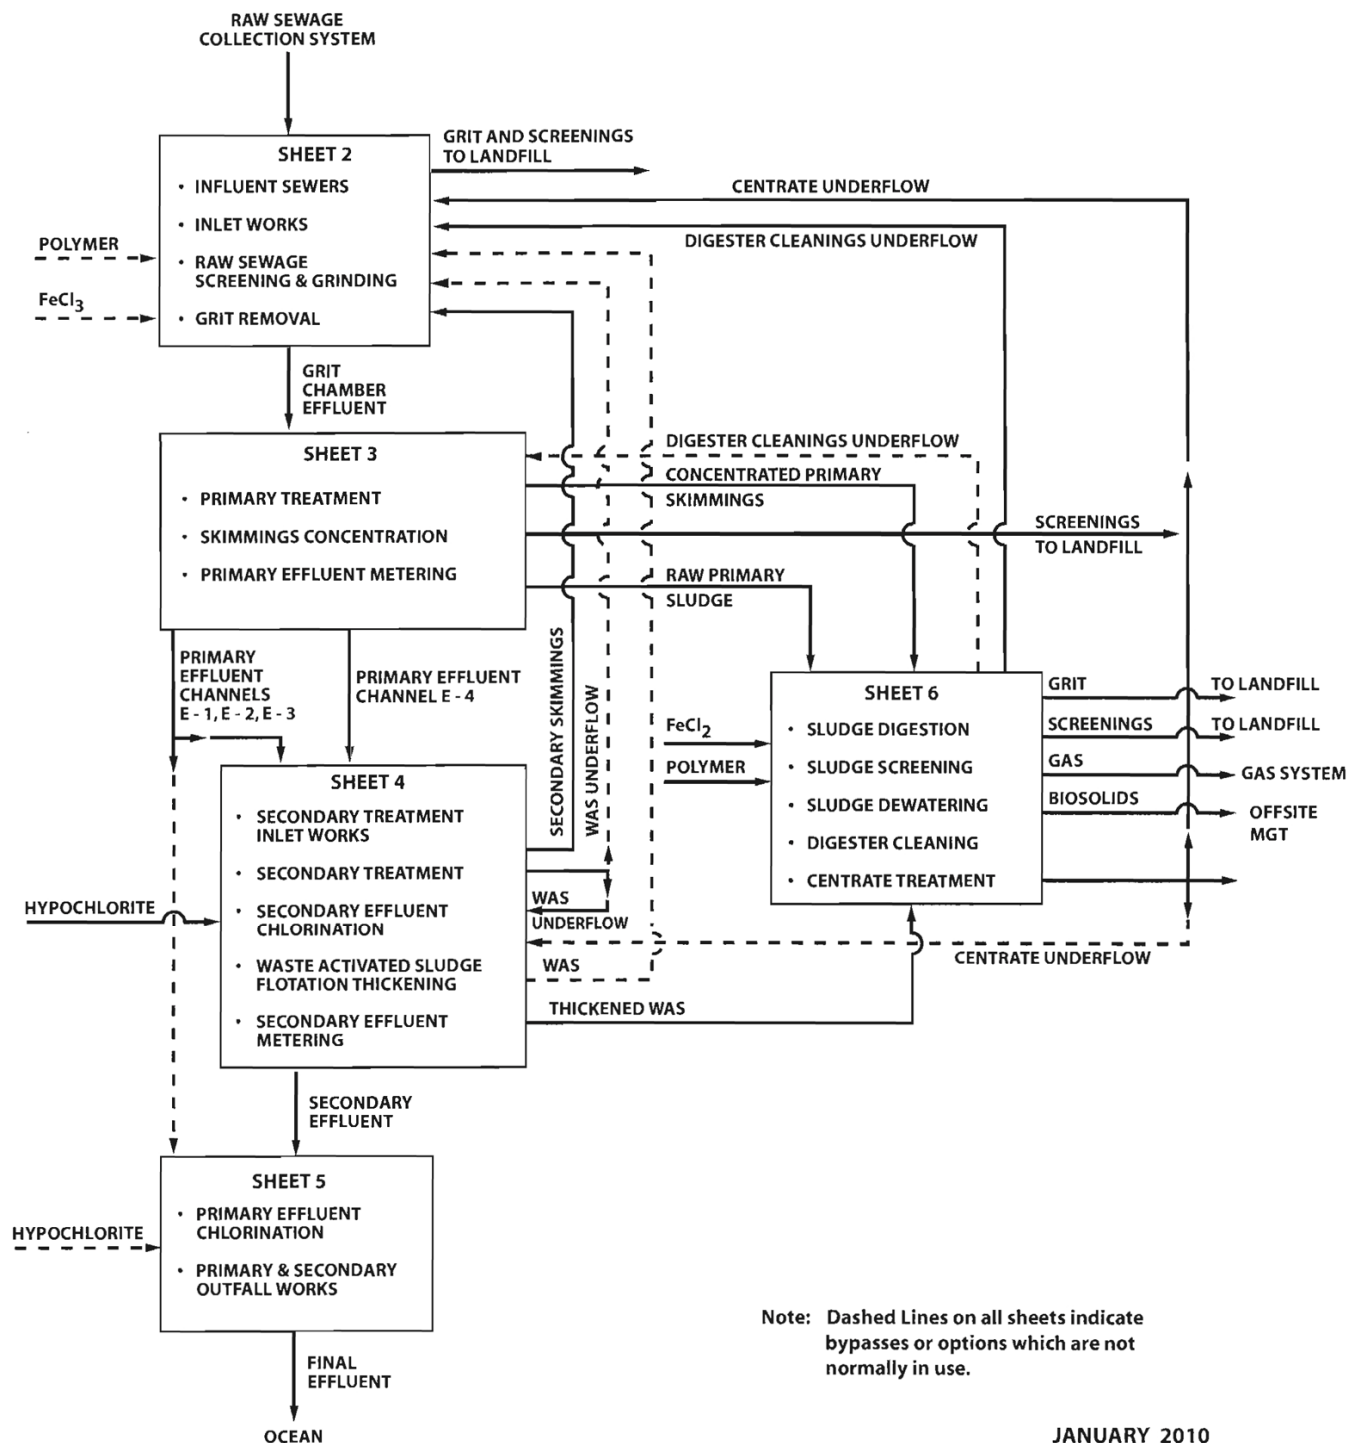 RAW SEWAGE
COLLECTION SYSTEM
SHEET 2
• INFLUENT SEWERS
• INLET WORKS
• RAW SEWAGE
SCREENING & GRINDING
• GRIT REMOVAL
GRIT AND SCREENINGS
TO LANDFILL
CENTRATE UNDERFLOW
DIGESTER CLEANINGS UNDERFLOW
POLYMER
FeCl3
GRIT
CHAMBER
EFFLUENT
SHEET 3
• PRIMARY TREATMENT
• SKIMMINGS CONCENTRATION
• PRIMARY EFFLUENT METERING
DIGESTER CLEANINGS UNDERFLOW
CONCENTRATED PRIMARY
SKIMMINGS
SCREENINGS
TO LANDFILL
RAW PRIMARY
SLUDGE
PRIMARY
EFFLUENT
CHANNELS
E - 1, E - 2, E - 3
PRIMARY EFFLUENT
CHANNEL E - 4
SECONDARY SKIMMINGS
WAS UNDERFLOW
SHEET 6
• SLUDGE DIGESTION
• SLUDGE SCREENING
• SLUDGE DEWATERING
• DIGESTER CLEANING
• CENTRATE TREATMENT
FeCl2
POLYMER
GRIT
TO LANDFILL
SCREENINGS
TO LANDFILL
GAS
GAS SYSTEM
BIOSOLIDS
OFFSITE
MGT
SHEET 4
• SECONDARY TREATMENT
INLET WORKS
• SECONDARY TREATMENT
• SECONDARY EFFLUENT
CHLORINATION
• WASTE ACTIVATED SLUDGE
FLOTATION THICKENING
• SECONDARY EFFLUENT
METERING
HYPOCHLORITE
WAS
UNDERFLOW
CENTRATE UNDERFLOW
WAS
THICKENED WAS
SECONDARY
EFFLUENT
SHEET 5
• PRIMARY EFFLUENT
CHLORINATION
• PRIMARY & SECONDARY
OUTFALL WORKS
HYPOCHLORITE
FINAL
EFFLUENT
OCEAN
Note: Dashed Lines on all sheets indicate
bypasses or options which are not
normally in use.
JANUARY 2010